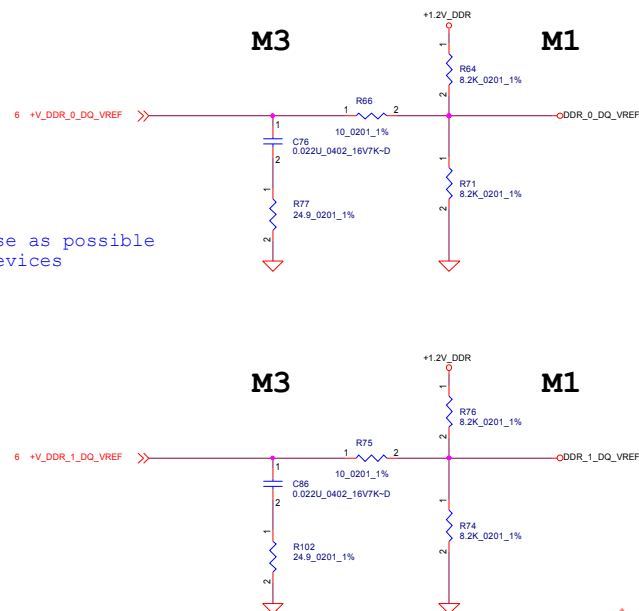 +1.2V_DDR
M3
M1
1
R64
8.2K_0201_1%
2
R66
6 +V_DDR_0_DQ_VREF
1
2
DDR_0_DQ_VREF
10_0201_1%
1
C76
0.022U_0402_16V7K~D
2
1
R71
8.2K_0201_1%
2
1
R77
24.9_0201_1%
2
se as possible
evices
+1.2V_DDR
M3
M1
1
R76
8.2K_0201_1%
2
R75
6 +V_DDR_1_DQ_VREF
1
2
DDR_1_DQ_VREF
10_0201_1%
1
C86
0.022U_0402_16V7K~D
2
1
R74
8.2K_0201_1%
2
1
R102
24.9_0201_1%
2